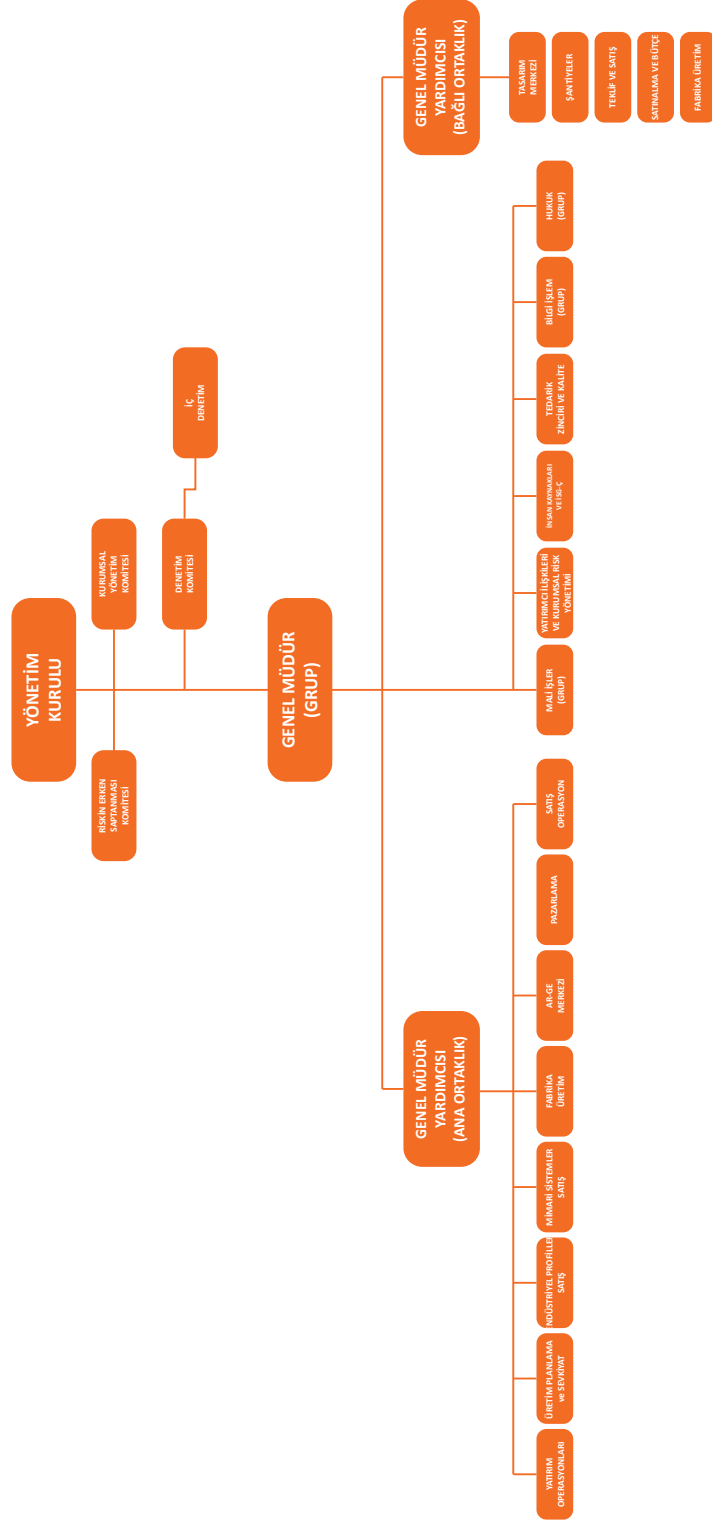 YÖNETİM
KURULU
RİSKİN ERKEN
SAPTANMASI
KOMİTESİ
KURUMSAL
YÖNETİM
KOMİTESİ
DENETİM
KOMİTESİ
İÇ
DENETİM
GENEL MÜDÜR
(GRUP)
GENEL MÜDÜR
YARDIMCISI
(ANA ORTAKLIK)
GENEL MÜDÜR
YARDIMCISI
(BAĞLI ORTAKLIK)
YATIRIM
OPERASYONLARI
ÜRETİM PLANLAMA
ve SEVKİYAT
ENDÜSTRİYEL PROFİLLER
SATIŞ
MİMARİ SİSTEMLER
SATIŞ
FABRİKA
ÜRETİM
AR-GE
MERKEZİ
PAZARLAMA
SATIŞ
OPERASYON
MALİ İŞLER
(GRUP)
YATIRIMCI İLİŞKİLERİ
VE KURUMSAL RISK
YÖNETİMİ
İNSAN KAYNAKLARI
VE İSG-Ç
TEDARİK
ZİNCİRİ VE KALİTE
BİLGİ İŞLEM
(GRUP)
HUKUK
(GRUP)
TASARIM
MERKEZİ
ŞANTİYELER
TEKLİF VE SATIŞ
SATINALMA VE BÜTÇE
FABRİKA ÜRETİM